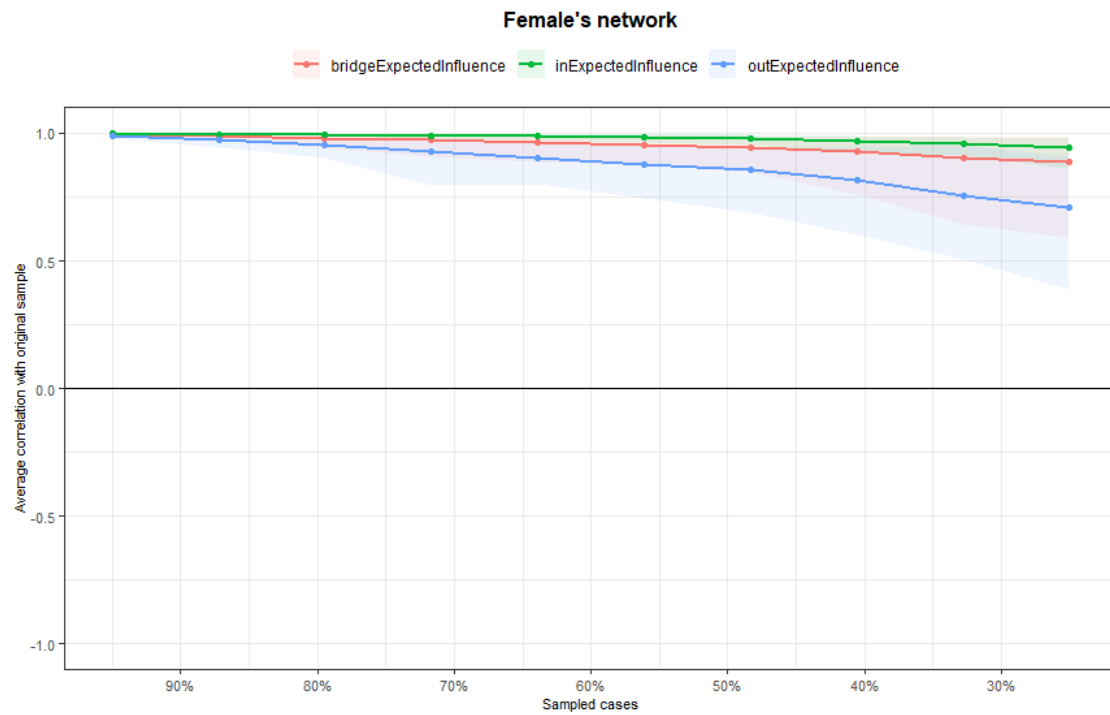 Female's network
bridgeExpectedInfluence inExpectedInfluence outExpectedInfluence
Average correlation with original sample
1.0
0.5
0.0
-0.5
-1.0
90% 80% 70% 60% 50% 40% 30%
Sampled cases